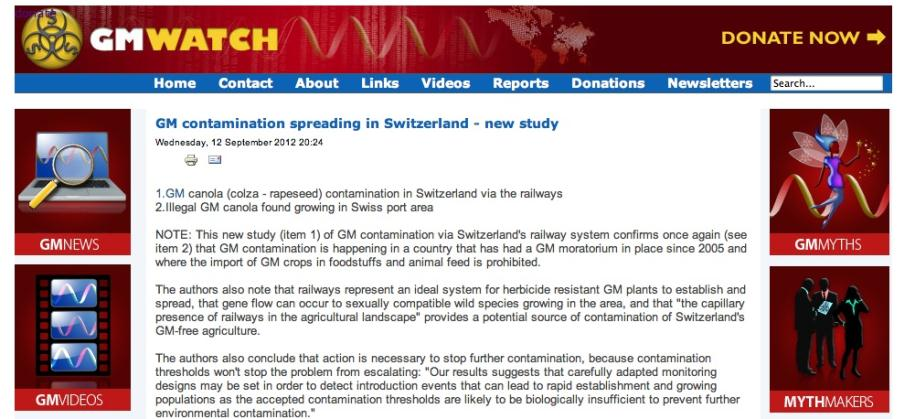 GMWATCH
DONATE NOW
Home Contact About Links Videos Reports Donations Newsletters Search...
GM contamination spreading in Switzerland - new study
Wednesday, 12 September 2012 20:24
1.GM canola (colza - rapeseed) contamination in Switzerland via the railways
2.Illegal GM canola found growing in Swiss port area
NOTE: This new study (item 1) of GM contamination via Switzerland's railway system confirms once again (see
item 2) that GM contamination is happening in a country that has had a GM moratorium in place since 2005 and
where the import of GM crops in foodstuffs and animal feed is prohibited.
The authors also note that railways represent an ideal system for herbicide resistant GM plants to establish and
spread, that gene flow can occur to sexually compatible wild species growing in the area, and that "the capillary
presence of railways in the agricultural landscape" provides a potential source of contamination of Switzerland's
GM-free agriculture.
The authors also conclude that action is necessary to stop further contamination, because contamination
thresholds won't stop the problem from escalating: "Our results suggests that carefully adapted monitoring
designs may be set in order to detect introduction events that can lead to rapid establishment and growing
populations as the accepted contamination thresholds are likely to be biologically insufficient to prevent further
environmental contamination."
GMNEWS
GMVIDEOS
GMMYTHS
MYTHMAKERS